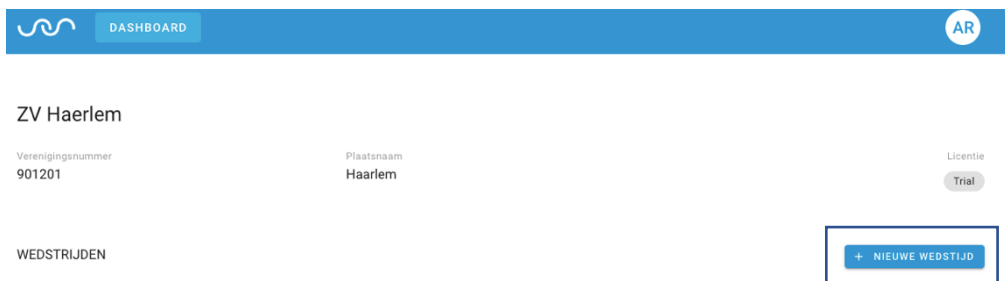 DASHBOARD AR
ZV Haerlem
Verenigingsnummer Plaatsnaam Licentie
901201 Haarlem Trial
WEDSTRIJDEN + NIEUWE WEDSTIJD